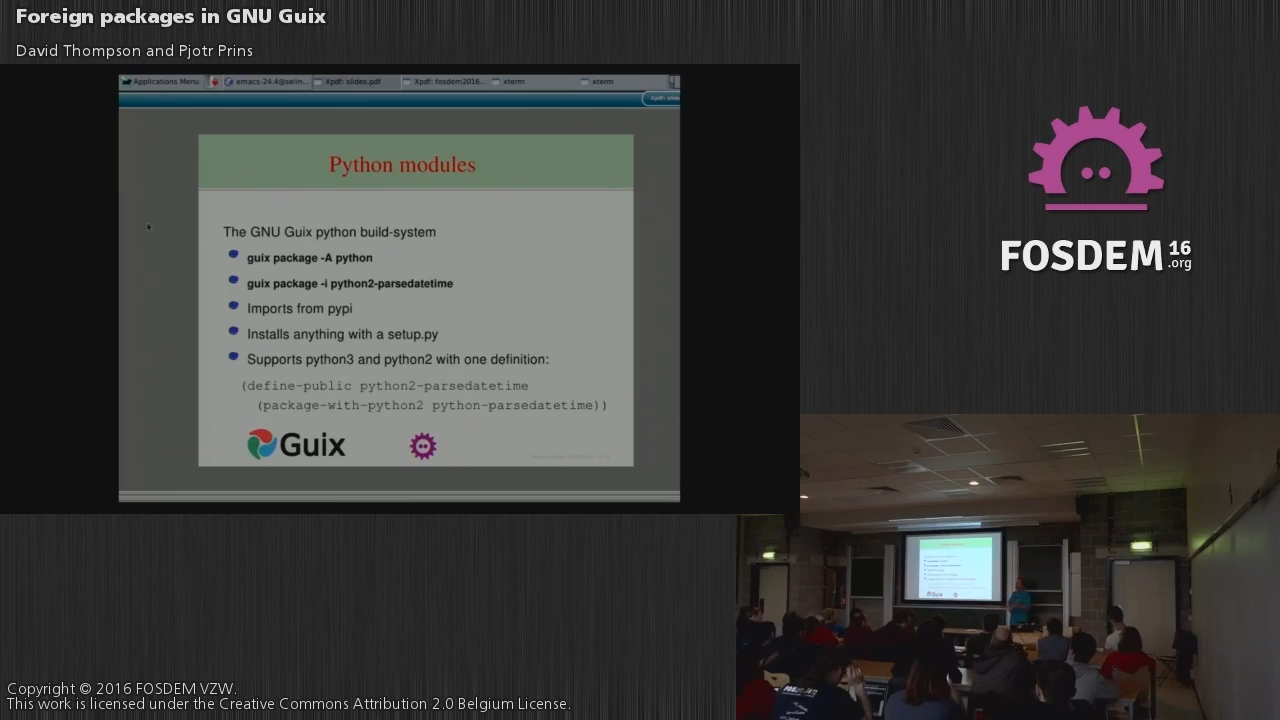 Foreign packages in GNU Guix
David Thompson and Pjotr Prins
Applications Menu
emacs-24.4@selin...
Xpdf: slides.pdf
Xpdf: fosdem2016...
xterm
xterm
Python modules
The GNU Guix python build-system
guix package -A python
guix package -i python2-parsedatetime
Imports from pypi
Installs anything with a setup.py
Supports python3 and python2 with one definition:
(define-public python2-parsedatetime
(package-with-python2 python-parsedatetime))
Guix
FOSDEM 16 .org
Guix
Copyright © 2016 FOSDEM VZW.
This work is licensed under the Creative Commons Attribution 2.0 Belgium License.